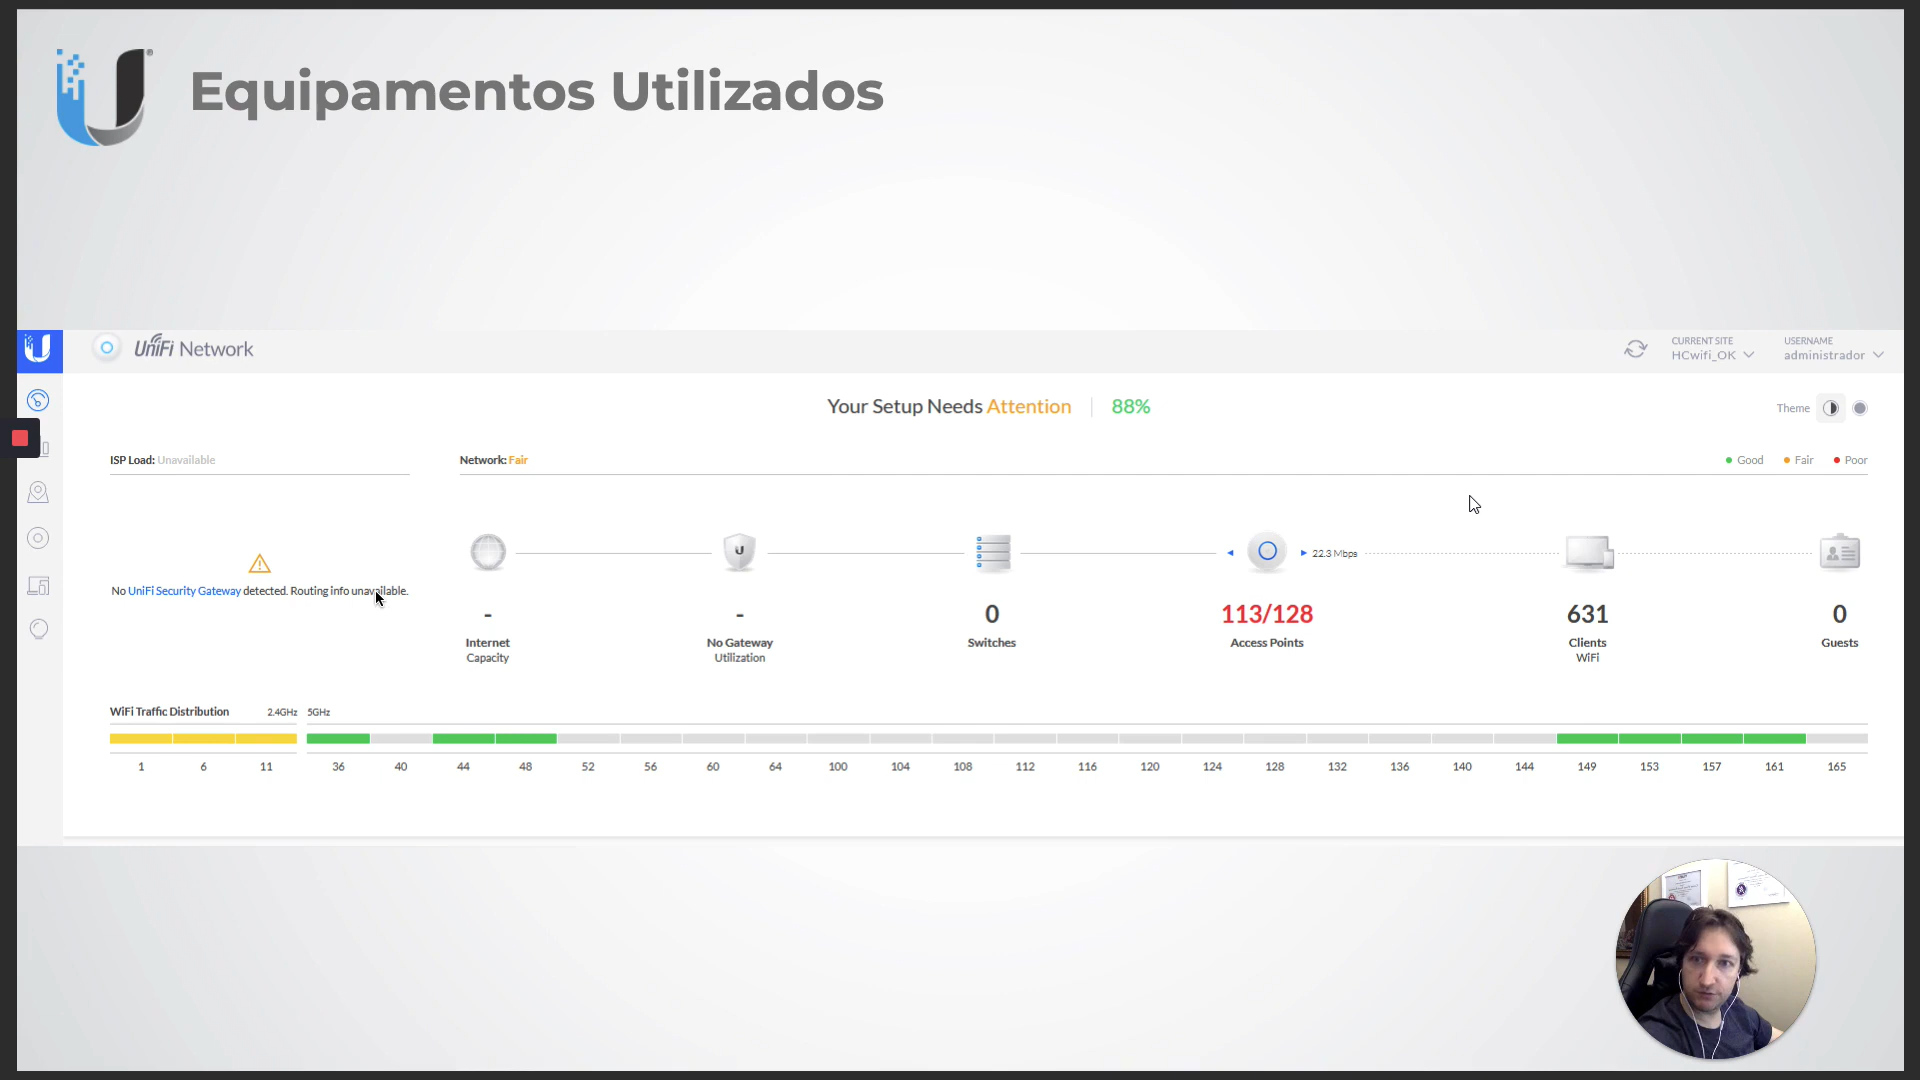 Equipamentos Utilizados
UniFi Network
CURRENT SITE
HCwifi_OK
USERNAME
administrador
Your Setup Needs Attention 88%
Theme
ISP Load: Unavailable
Network: Fair
Good Fair Poor
No UniFi Security Gateway detected. Routing info unavailable.
22.3 Mbps
-
Internet
Capacity
-
No Gateway
Utilization
0
Switches
113/128
Access Points
631
Clients
WiFi
0
Guests
WiFi Traffic Distribution 2.4GHz 5GHz
1 6 11 36 40 44 48 52 56 60 64 100 104 108 112 116 120 124 128 132 136 140 144 149 153 157 161 165